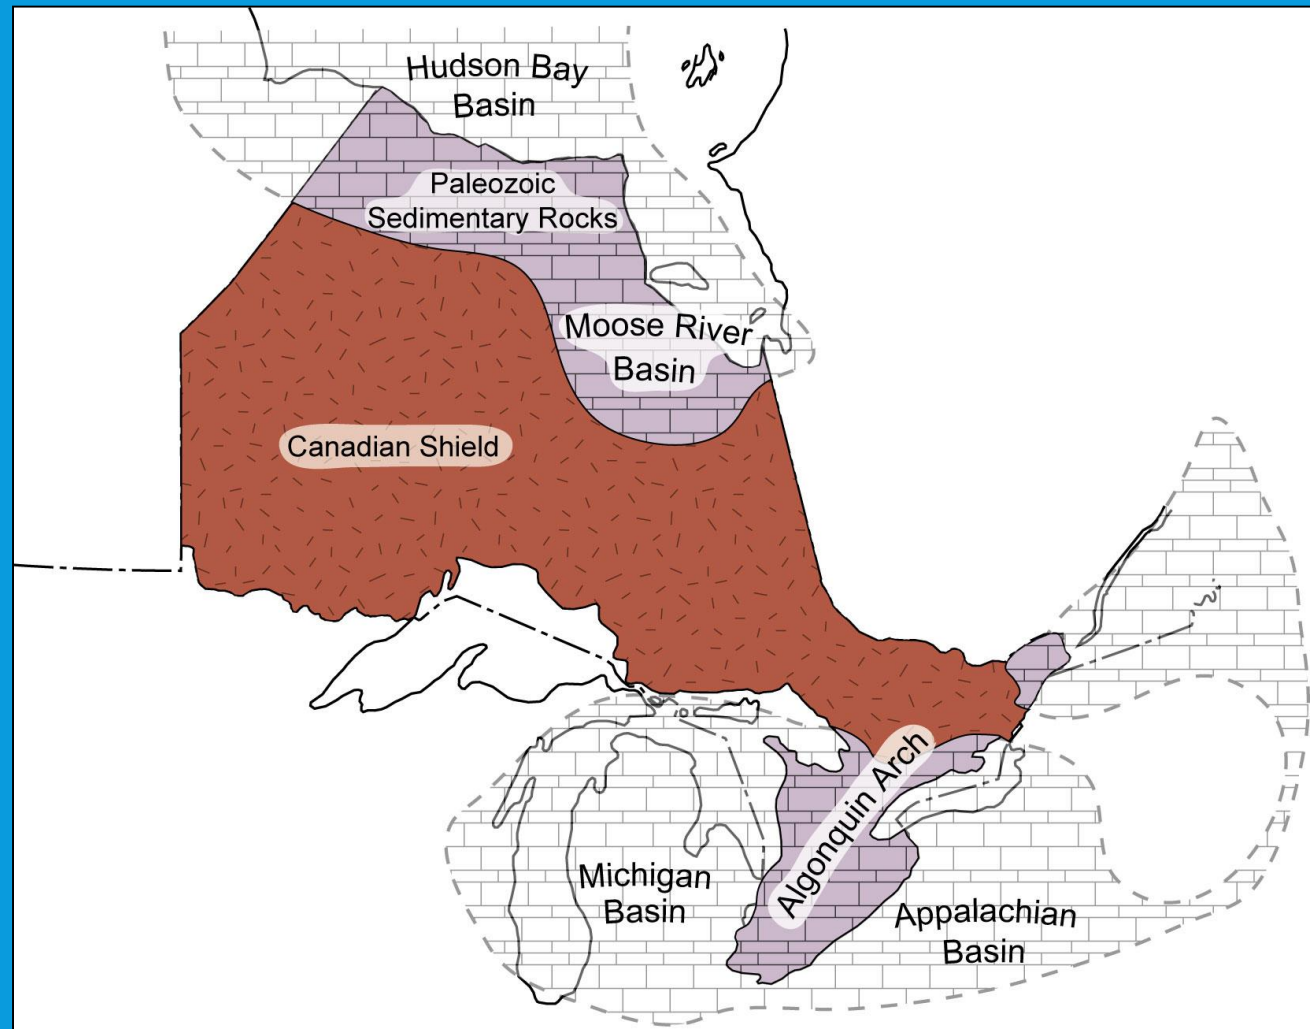 Hudson Bay
Basin
Paleozoic
Sedimentary Rocks
Moose River
Basin
Canadian Shield
Algonquin Arch
Michigan
Basin
Appalachian
Basin